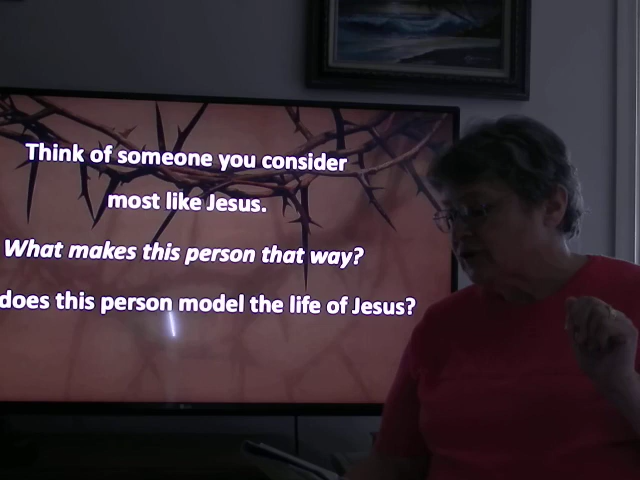 Think of someone you consider
most like Jesus.
What makes this person that way?
does this person model the life of Jesus?